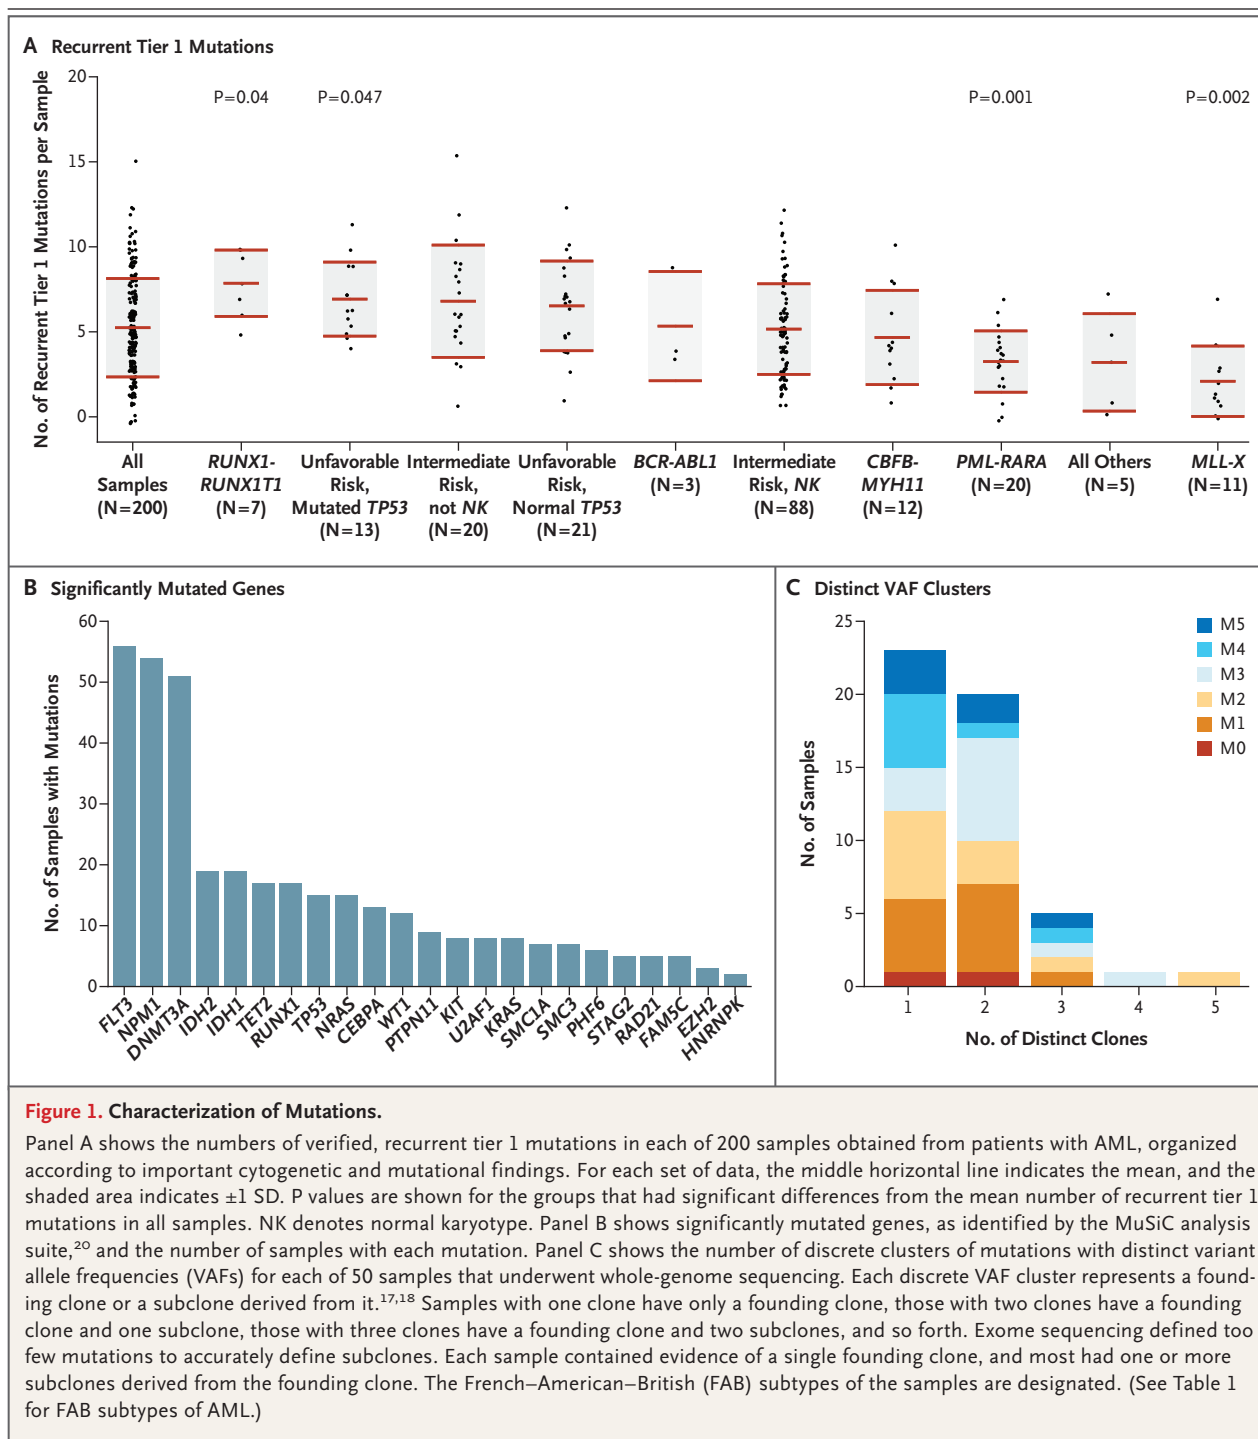 A Recurrent Tier 1 Mutations
No. of Recurrent Tier 1 Mutations per Sample
20
15
10
5
0
P=0.04
P=0.047
P=0.001
P=0.002
All Samples (N=200)
RUNX1-RUNX1T1 (N=7)
Unfavorable Risk, Mutated TP53 (N=13)
Intermediate Risk, not NK (N=20)
Unfavorable Risk, Normal TP53 (N=21)
BCR-ABL1 (N=3)
Intermediate Risk, NK (N=88)
CBFB-MYH11 (N=12)
PML-RARA (N=20)
All Others (N=5)
MLL-X (N=11)
B Significantly Mutated Genes
No. of Samples with Mutations
60
50
40
30
20
10
0
FLT3
NPM1
DNMT3A
IDH2
IDH1
TET2
RUNX1
TP53
NRAS
CEBPA
WT1
PTPN11
KIT
U2AF1
KRAS
SMC1A
SMC3
PHF6
STAG2
RAD21
FAM5C
EZH2
HNRNPK
C Distinct VAF Clusters
No. of Samples
25
20
15
10
5
0
1
2
3
4
5
No. of Distinct Clones
M5
M4
M3
M2
M1
M0
Figure 1. Characterization of Mutations.
Panel A shows the numbers of verified, recurrent tier 1 mutations in each of 200 samples obtained from patients with AML, organized
according to important cytogenetic and mutational findings. For each set of data, the middle horizontal line indicates the mean, and the
shaded area indicates ±1 SD. P values are shown for the groups that had significant differences from the mean number of recurrent tier 1
mutations in all samples. NK denotes normal karyotype. Panel B shows significantly mutated genes, as identified by the MuSiC analysis
suite,20 and the number of samples with each mutation. Panel C shows the number of discrete clusters of mutations with distinct variant
allele frequencies (VAFs) for each of 50 samples that underwent whole-genome sequencing. Each discrete VAF cluster represents a found-
ing clone or a subclone derived from it.17,18 Samples with one clone have only a founding clone, those with two clones have a founding
clone and one subclone, those with three clones have a founding clone and two subclones, and so forth. Exome sequencing defined too
few mutations to accurately define subclones. Each sample contained evidence of a single founding clone, and most had one or more
subclones derived from the founding clone. The French–American–British (FAB) subtypes of the samples are designated. (See Table 1
for FAB subtypes of AML.)